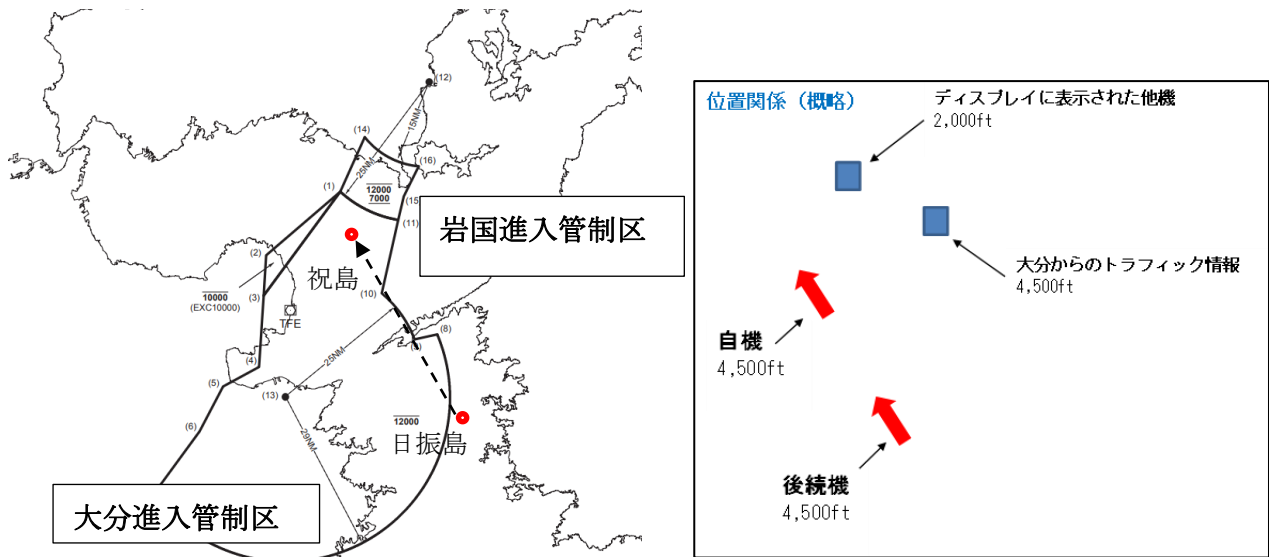 (12)
15NM
(14)
(16)
25NM
(1)
12000
7000
(15
(11)
岩国進入管制区
(2)
祝島
10000
(EXC10000)
(3)
(10)
TFE
(8)
25NM
(4)
(5)
(13)
12000
(6)
29NM
日振島
大分進入管制区
位置関係（概略）
ディスプレイに表示された他機
2,000ft
大分からのトラフィック情報
4,500ft
自機
4,500ft
後続機
4,500ft